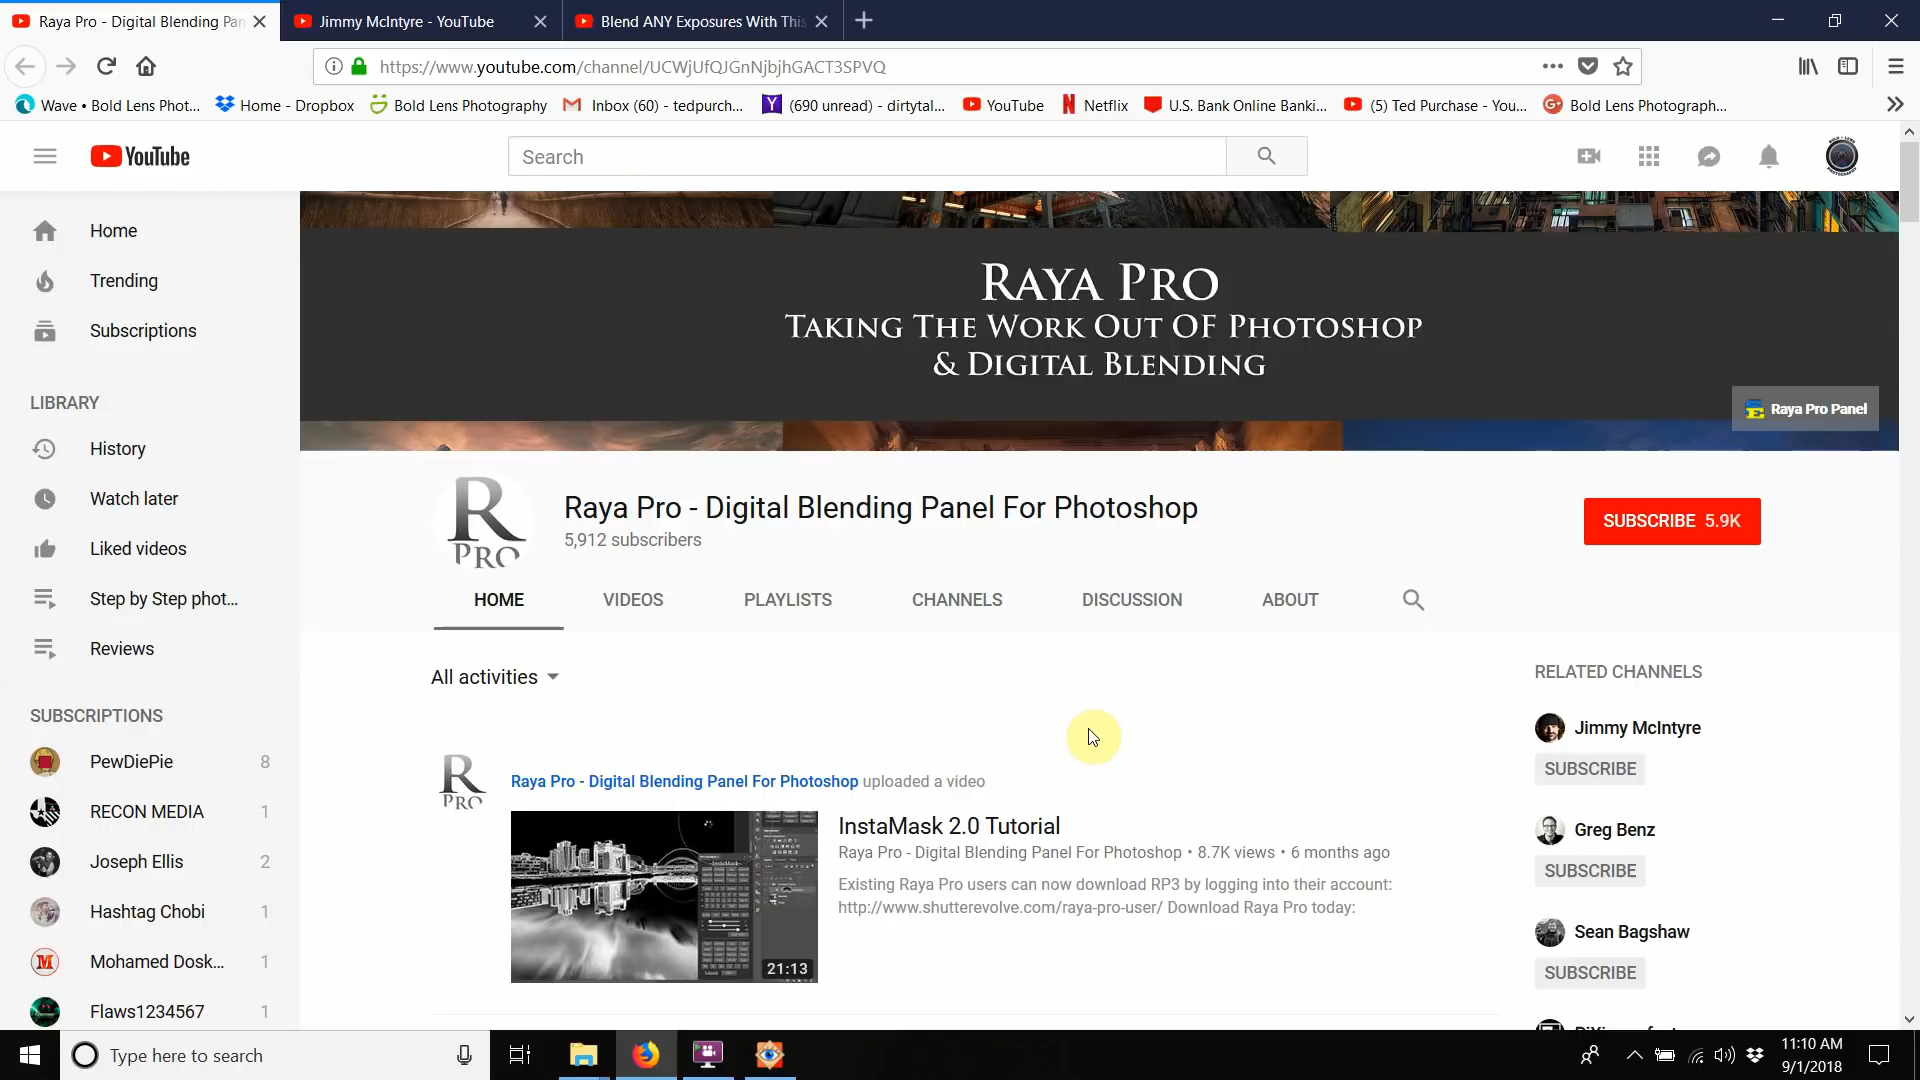 Raya Pro - Digital Blending Pan
Jimmy McIntyre - YouTube
Blend ANY Exposures With This
https://www.youtube.com/channel/UCWjUfQJGnNjbjhGACT3SPVQ
Wave • Bold Lens Phot...
Home - Dropbox
Bold Lens Photography
Inbox (60) - tedpurch...
(690 unread) - dirtytal...
YouTube
Netflix
U.S. Bank Online Banki...
(5) Ted Purchase - You...
Bold Lens Photograph...
YouTube
Search
Home
Trending
Subscriptions
LIBRARY
History
Watch later
Liked videos
Step by Step phot...
Reviews
SUBSCRIPTIONS
PewDiePie 8
RECON MEDIA 1
Joseph Ellis 2
Hashtag Chobi 1
Mohamed Dosk... 1
Flaws1234567 1
RAYA PRO
TAKING THE WORK OUT OF PHOTOSHOP
& DIGITAL BLENDING
Raya Pro Panel
R
PRO
Raya Pro - Digital Blending Panel For Photoshop
5,912 subscribers
SUBSCRIBE 5.9K
HOME
VIDEOS
PLAYLISTS
CHANNELS
DISCUSSION
ABOUT
All activities
R
PRO
Raya Pro - Digital Blending Panel For Photoshop uploaded a video
InstaMask 2.0 Tutorial
Raya Pro - Digital Blending Panel For Photoshop • 8.7K views • 6 months ago
Existing Raya Pro users can now download RP3 by logging into their account:
http://www.shutterevolve.com/raya-pro-user/ Download Raya Pro today:
21:13
RELATED CHANNELS
Jimmy McIntyre
SUBSCRIBE
Greg Benz
SUBSCRIBE
Sean Bagshaw
SUBSCRIBE
Type here to search
11:10 AM
9/1/2018